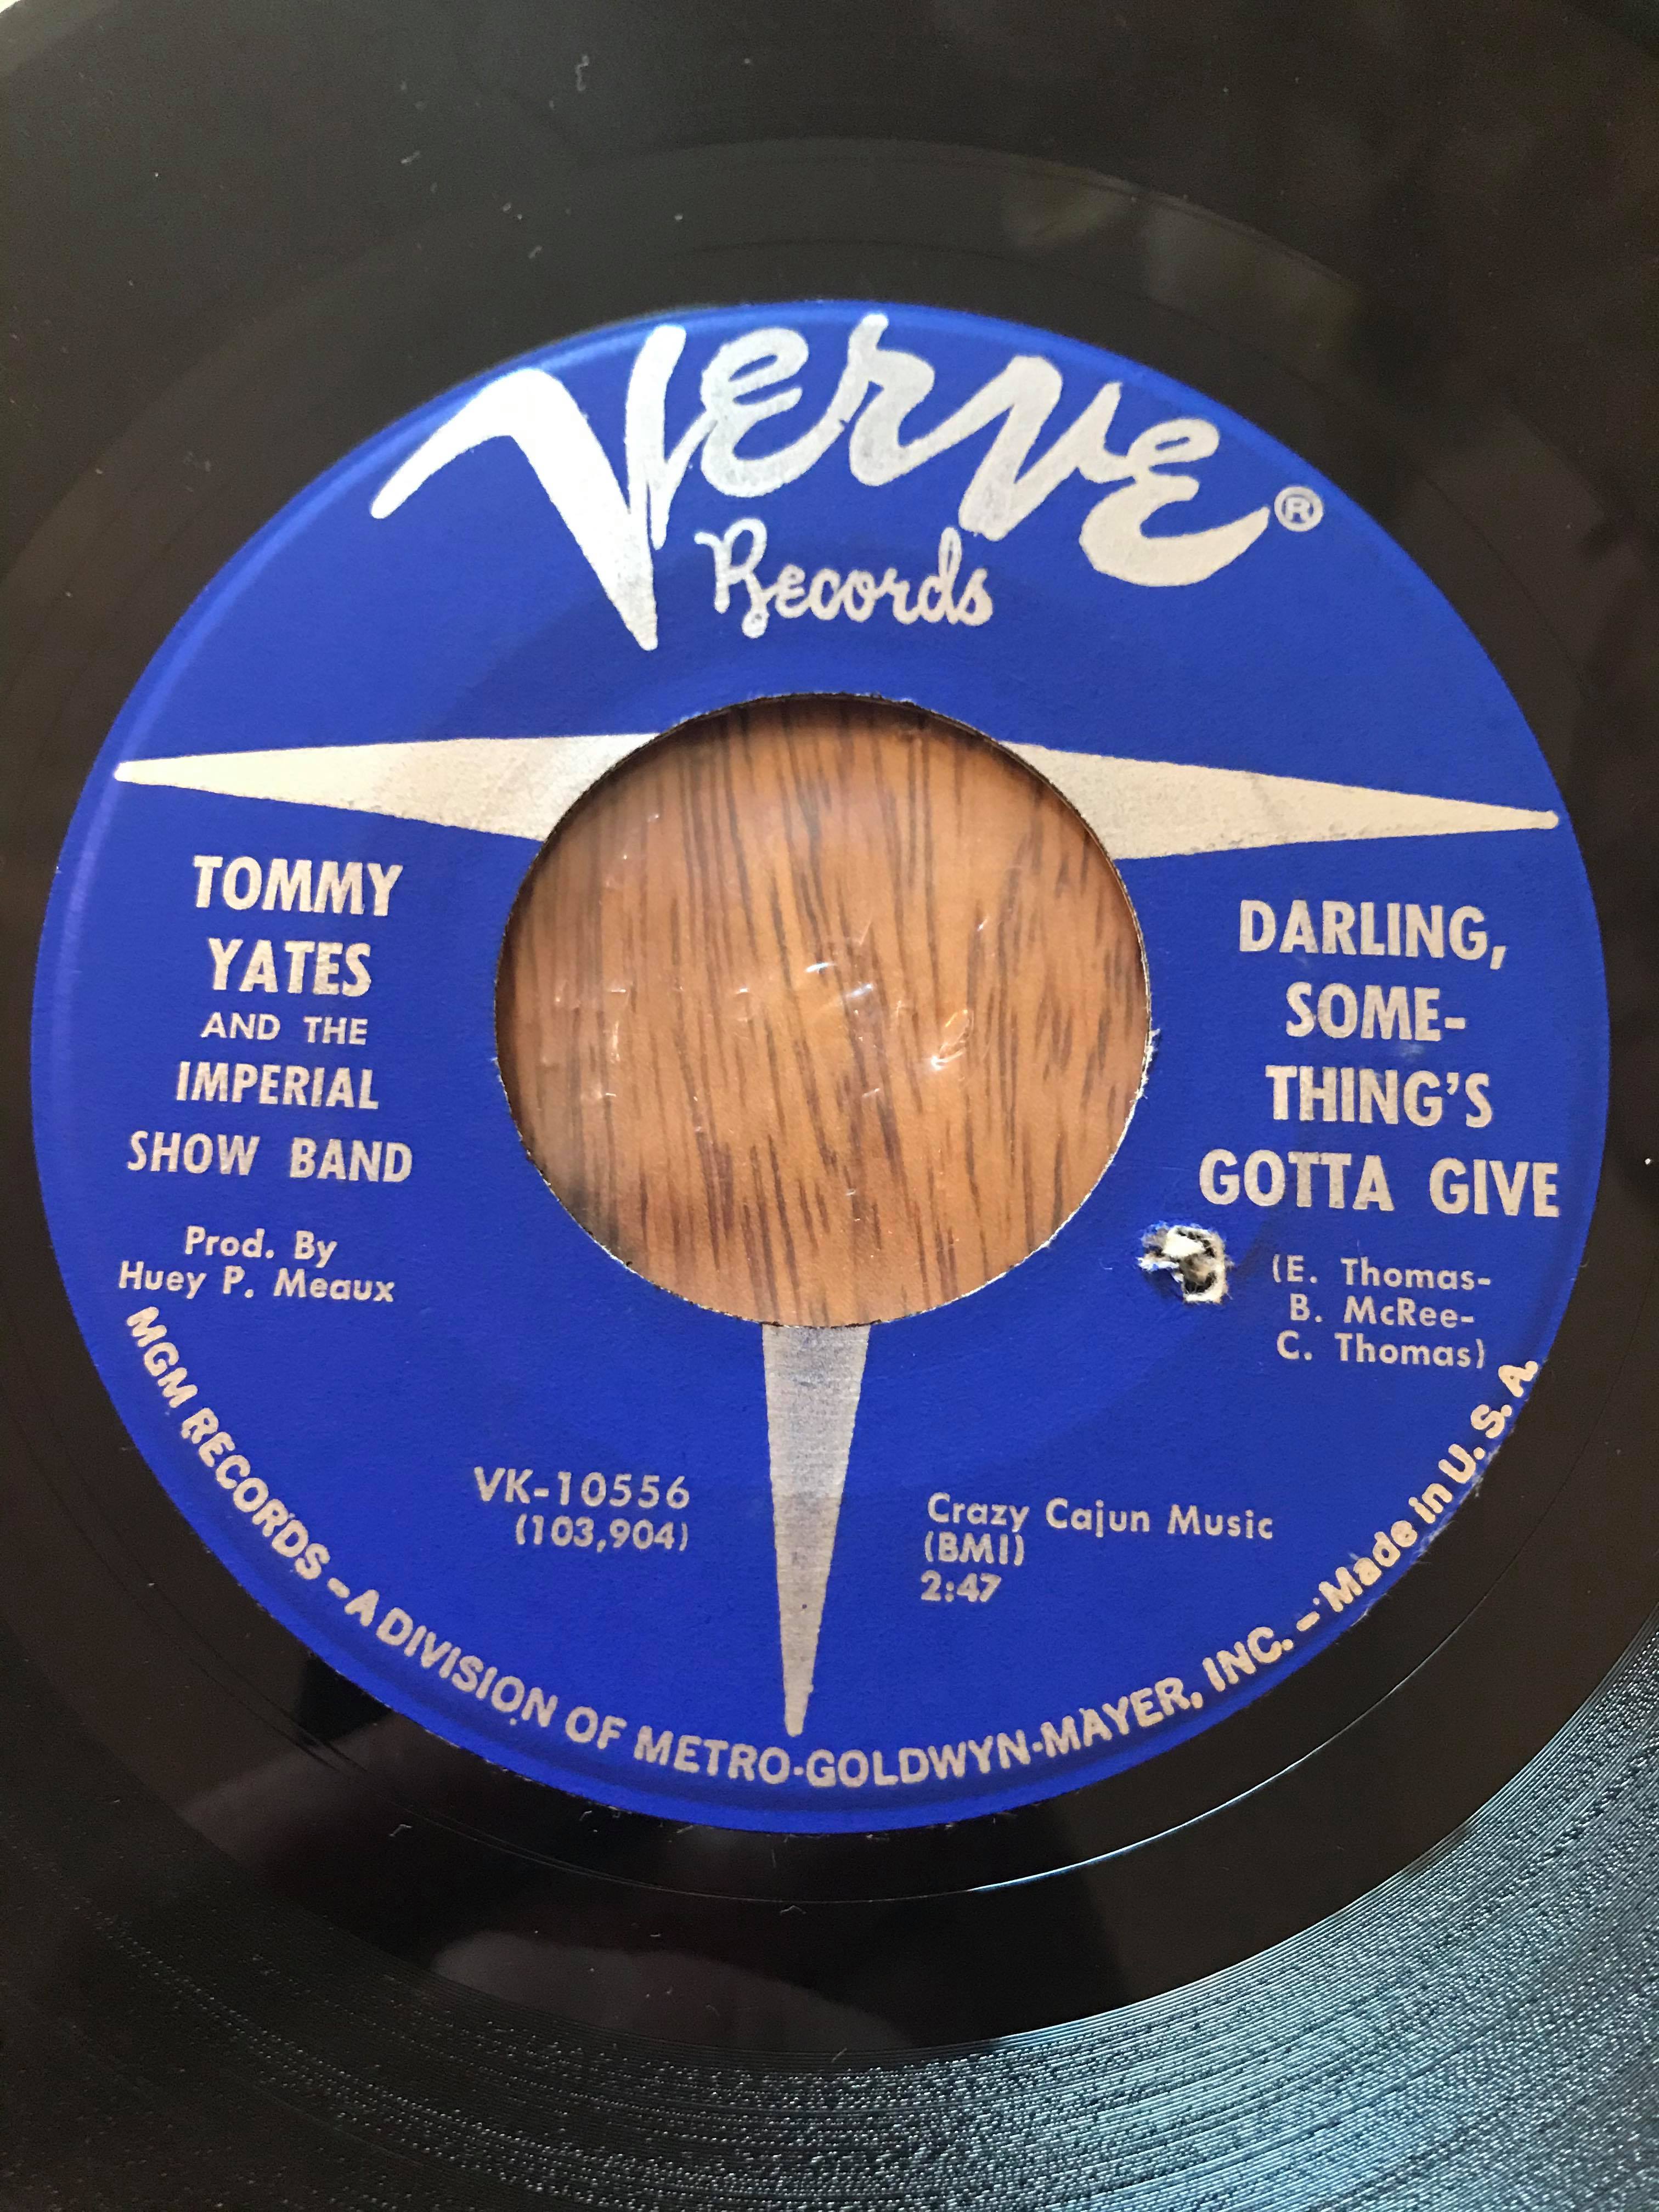 Verve ®
Records
TOMMY
YATES
AND THE
IMPERIAL
SHOW BAND
Prod. By
Huey P. Meaux
DARLING,
SOME-
THING'S
GOTTA GIVE
(E. Thomas-
B. McRee-
C. Thomas)
VK-10556
(103,904)
Crazy Cajun Music
(BMI)
2:47
MGM RECORDS – A DIVISION OF METRO-GOLDWYN-MAYER, INC. – Made in U. S. A.